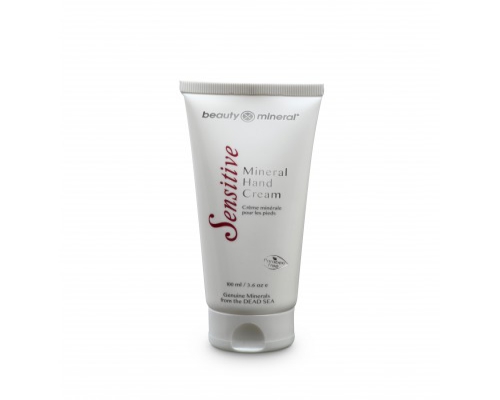 beauty mineral®
Sensitive
Mineral
Hand
Cream
Crème minérale
pour les pieds
Genuine Minerals
from the DEAD SEA